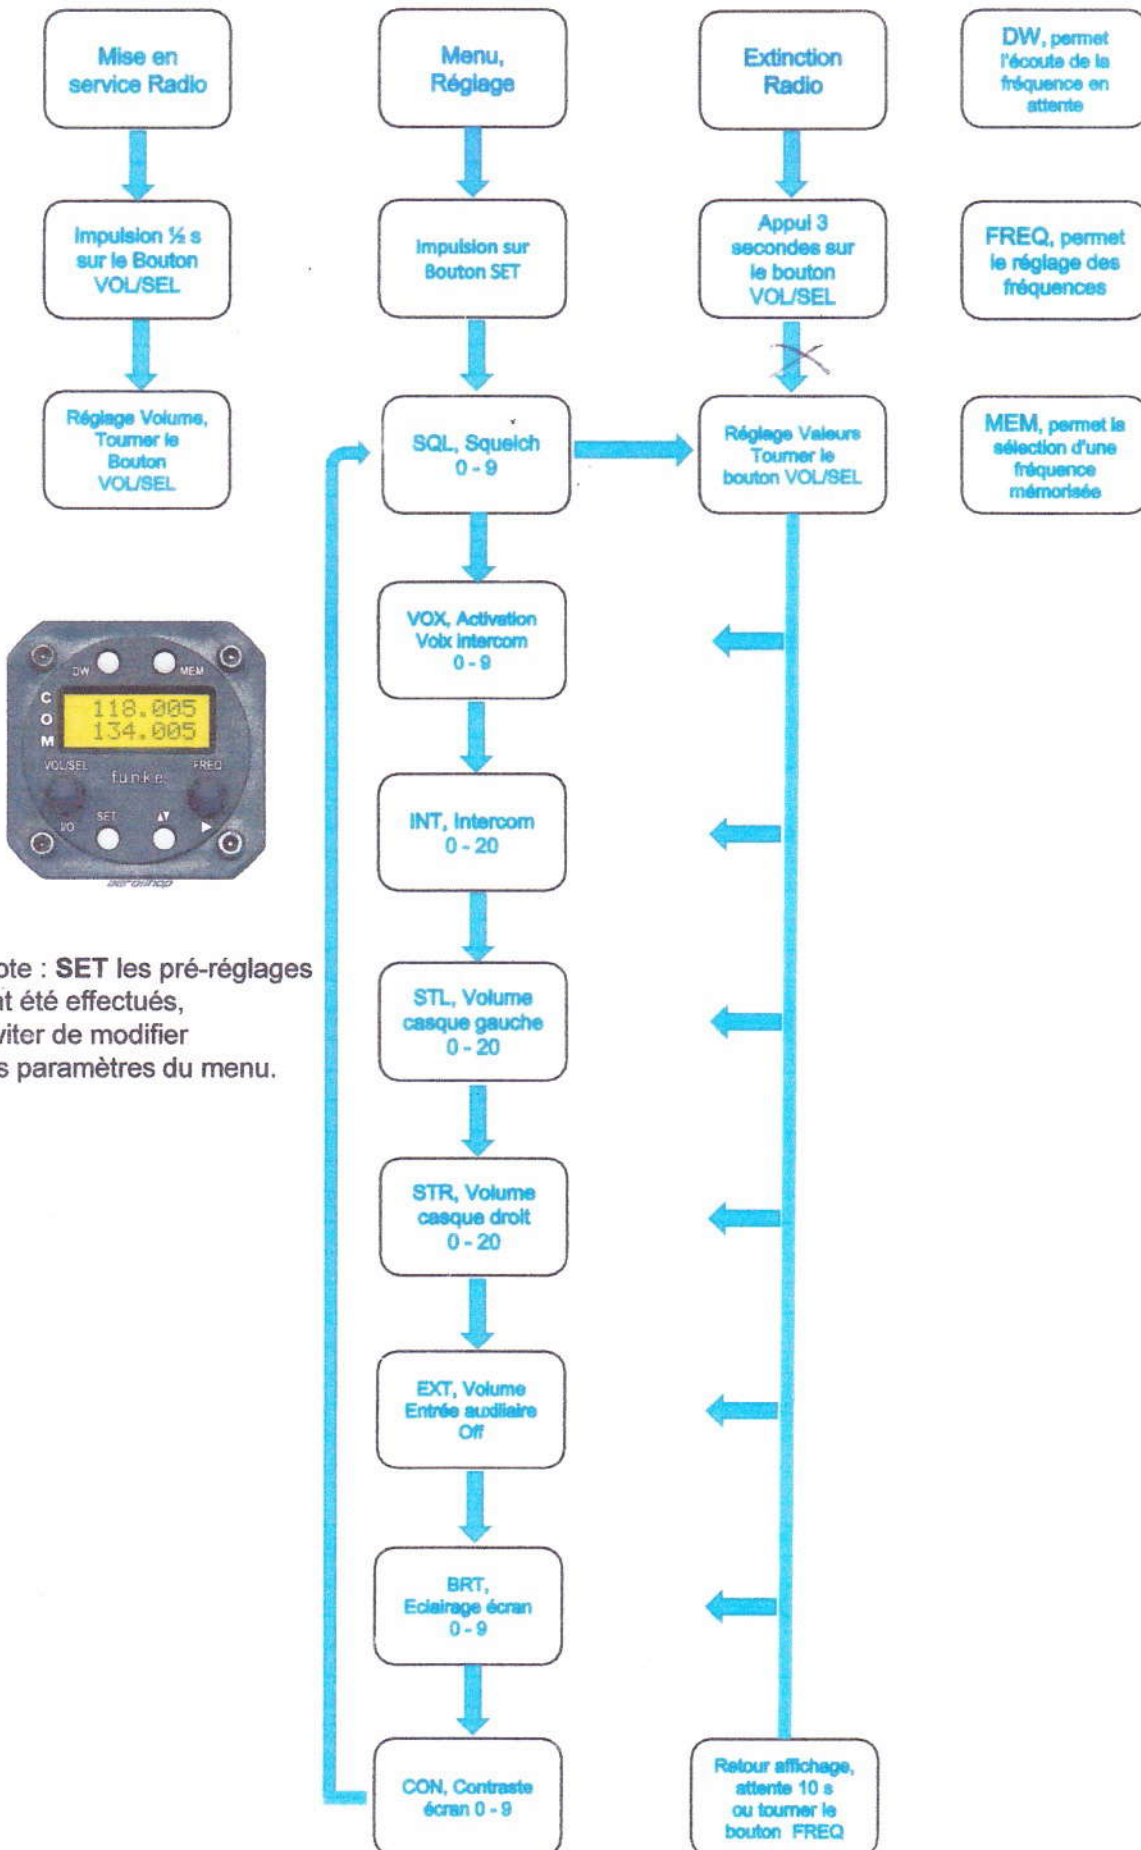 Mise en
service Radio
Menu,
Réglage
Extinction
Radio
DW, permet
l'écoute de la
fréquence en
attente
Impulsion ½ s
sur le Bouton
VOL/SEL
Impulsion sur
Bouton SET
Appui 3
secondes sur
le bouton
VOL/SEL
FREQ, permet
le réglage des
fréquences
Réglage Volume,
Tourner le
Bouton
VOL/SEL
SQL, Squelch
0 - 9
Réglage Valeurs
Tourner le
bouton VOL/SEL
MEM, permet la
sélection d'une
fréquence
mémorisée
VOX, Activation
Voix intercom
0 - 9
DW
MEM
COM
118.005
134.005
VOL/SEL
funke
FREQ
I/O
SET
▲▼
▶
aeroshop
INT, Intercom
0 - 20
ote : SET les pré-réglages
nt été effectués,
viter de modifier
s paramètres du menu.
STL, Volume
casque gauche
0 - 20
STR, Volume
casque droit
0 - 20
EXT, Volume
Entrée auxiliaire
Off
BRT,
Eclairage écran
0 - 9
CON, Contraste
écran 0 - 9
Retour affichage,
attente 10 s
ou tourner le
bouton FREQ